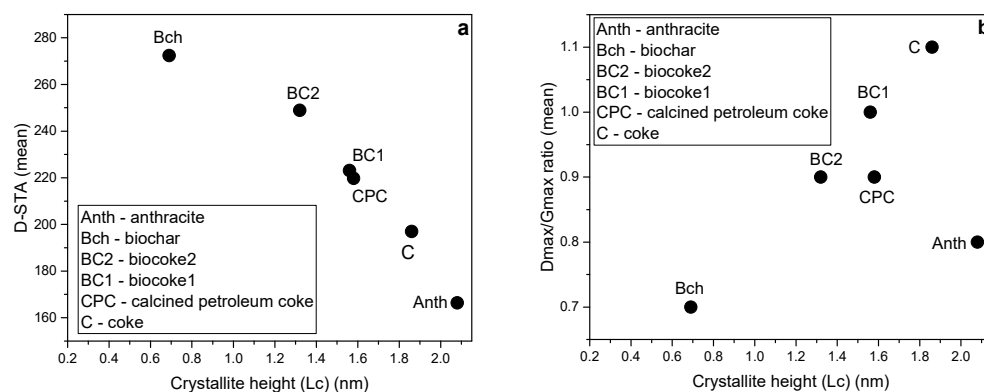 a
280
260
240
220
200
180
160
D-STA (mean)
Bch
BC2
BC1
CPC
C
Anth
Anth - anthracite
Bch - biochar
BC2 - biocoke2
BC1 - biocoke1
CPC - calcined petroleum coke
C - coke
0.2 0.4 0.6 0.8 1.0 1.2 1.4 1.6 1.8 2.0
Crystallite height (Lc) (nm)
b
1.1
1.0
0.9
0.8
0.7
Dmax/Gmax ratio (mean)
Anth - anthracite
Bch - biochar
BC2 - biocoke2
BC1 - biocoke1
CPC - calcined petroleum coke
C - coke
C
BC1
BC2
CPC
Anth
Bch
0.2 0.4 0.6 0.8 1.0 1.2 1.4 1.6 1.8 2.0
Crystallite height (Lc) (nm)